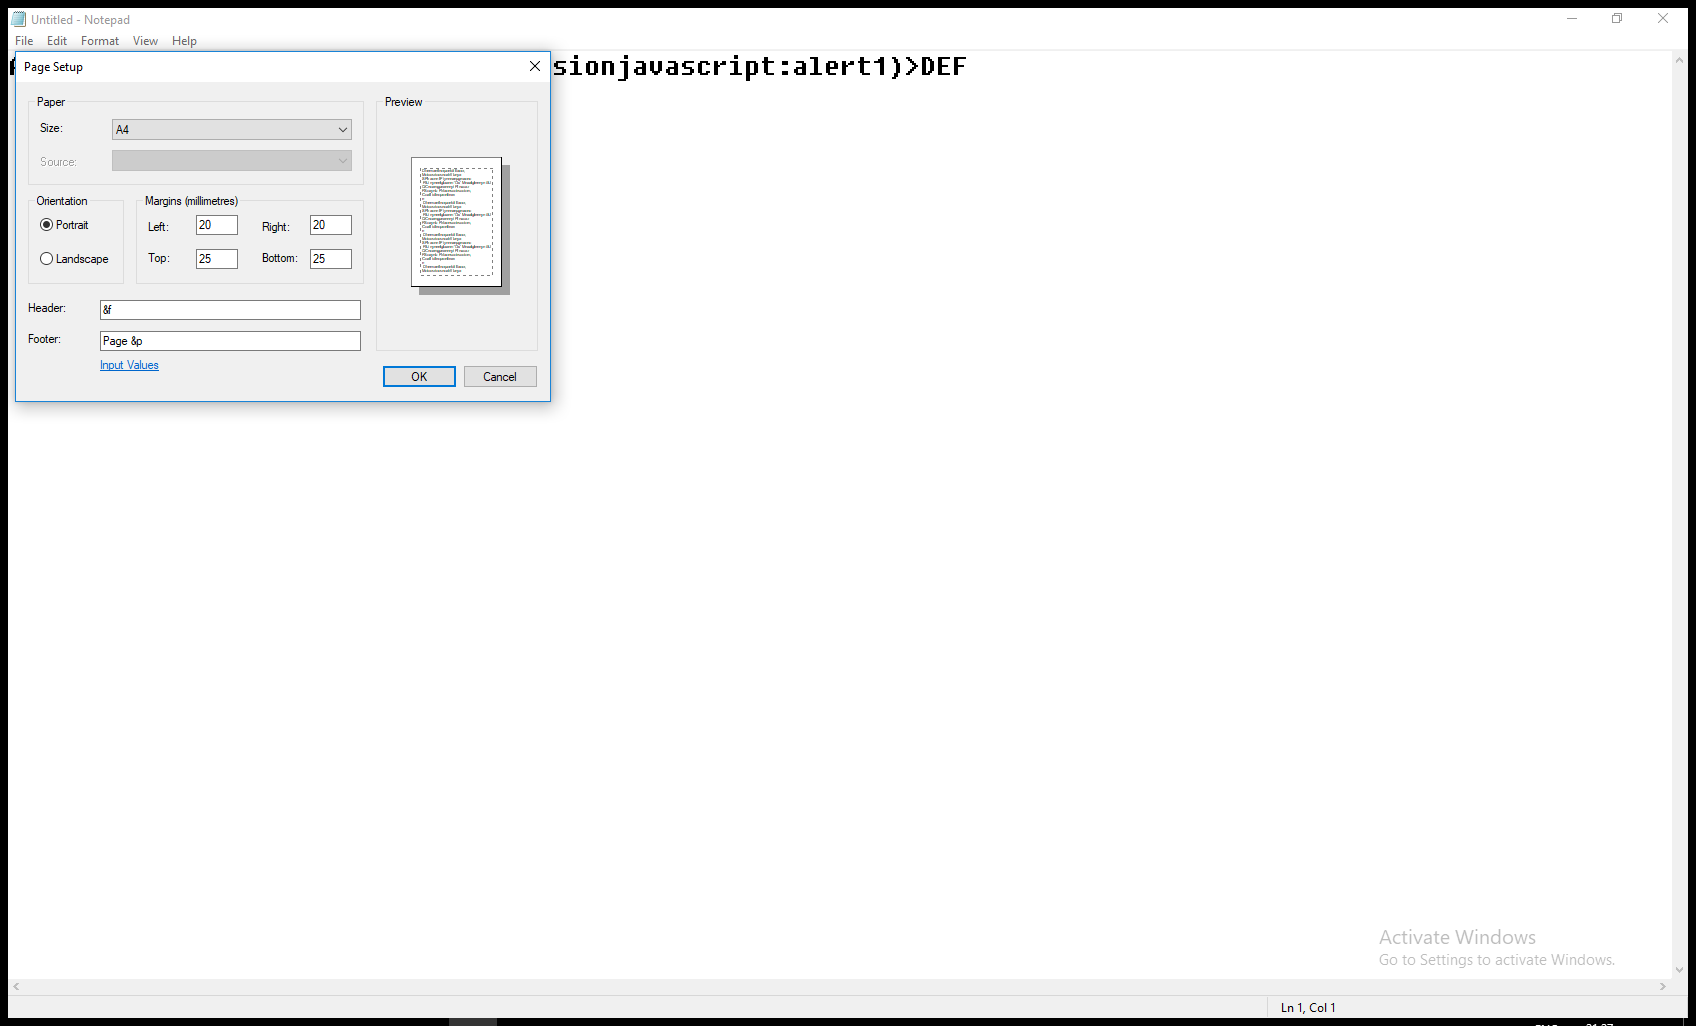 Untitled - Notepad
File Edit Format View Help
sionjavascript:alert1)>DEF
Page Setup
Paper
Size: A4
Source:
Orientation
Portrait
Landscape
Margins (millimetres)
Left: 20 Right: 20
Top: 25 Bottom: 25
Header: &f
Footer: Page &p
Input Values
Preview
OK Cancel
Activate Windows
Go to Settings to activate Windows.
Ln 1, Col 1